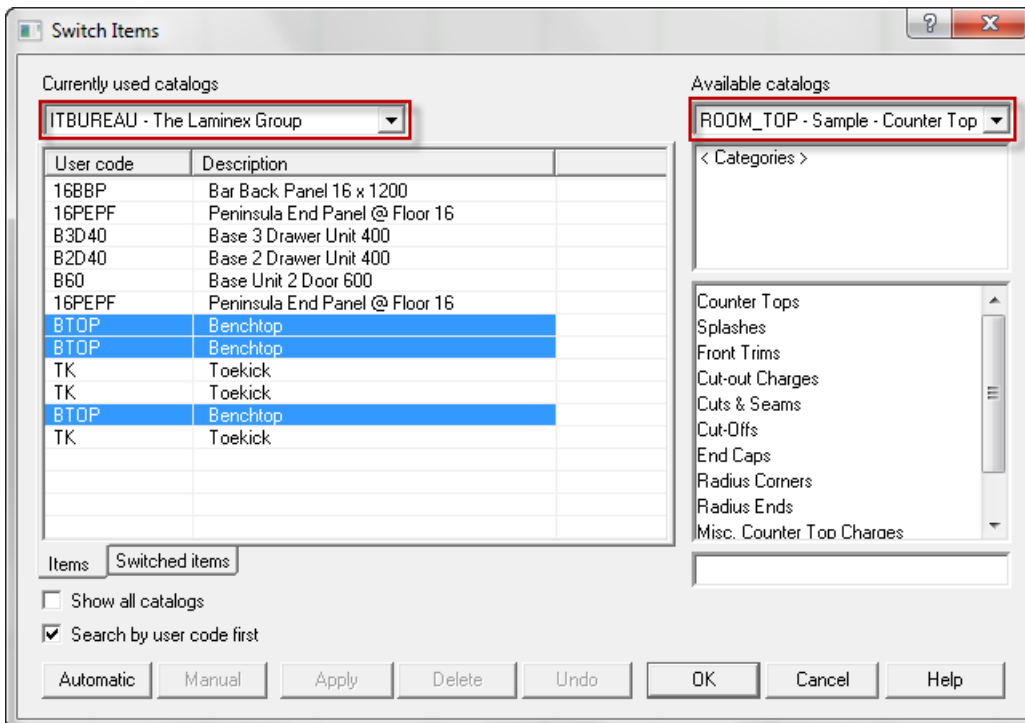 Switch Items
Currently used catalogs
ITBUREAU - The Laminex Group
User code Description
16BBP Bar Back Panel 16 x 1200
16PEPF Peninsula End Panel @ Floor 16
B3D40 Base 3 Drawer Unit 400
B2D40 Base 2 Drawer Unit 400
B60 Base Unit 2 Door 600
16PEPF Peninsula End Panel @ Floor 16
BTOP Benchtop
BTOP Benchtop
TK Toekick
TK Toekick
BTOP Benchtop
TK Toekick
Items Switched items
Available catalogs
ROOM_TOP - Sample - Counter Top
< Categories >
Counter Tops
Splashes
Front Trims
Cut-out Charges
Cuts & Seams
Cut-Offs
End Caps
Radius Corners
Radius Ends
Misc. Counter Top Charges
Show all catalogs
Search by user code first
Automatic Manual Apply Delete Undo OK Cancel Help